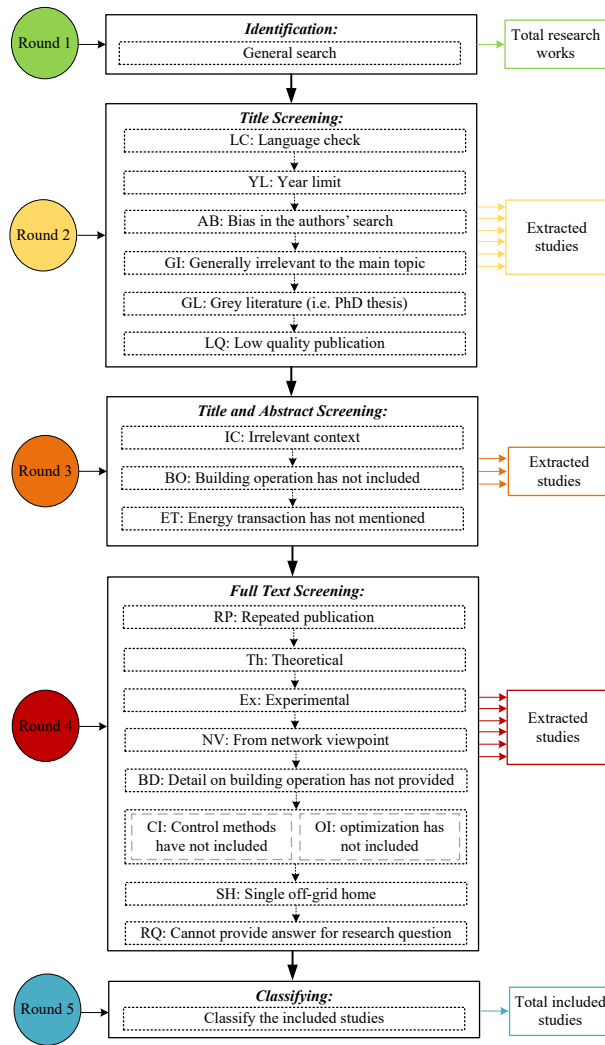 Round 1
Identification:
General search
Total research
works
Round 2
Title Screening:
LC: Language check
YL: Year limit
AB: Bias in the authors' search
GI: Generally irrelevant to the main topic
GL: Grey literature (i.e. PhD thesis)
LQ: Low quality publication
Extracted
studies
Round 3
Title and Abstract Screening:
IC: Irrelevant context
BO: Building operation has not included
ET: Energy transaction has not mentioned
Extracted
studies
Round 4
Full Text Screening:
RP: Repeated publication
Th: Theoretical
Ex: Experimental
NV: From network viewpoint
BD: Detail on building operation has not provided
CI: Control methods
have not included
OI: optimization has
not included
SH: Single off-grid home
RQ: Cannot provide answer for research question
Extracted
studies
Round 5
Classifying:
Classify the included studies
Total included
studies